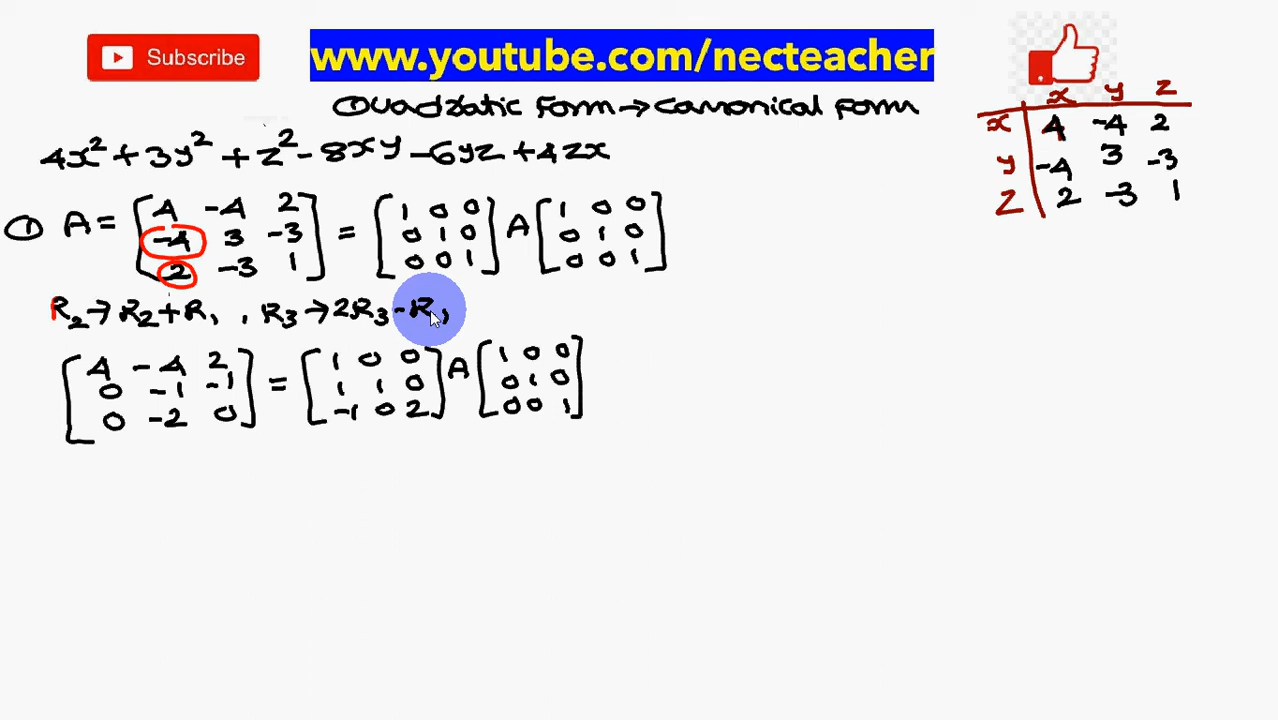 Subscribe
www.youtube.com/necteacher
Quadratic Form → canonical form
4x² + 3y² + z² - 8xy - 6yz + 4zx
x y z
x 4 -4 2
y -4 3 -3
z 2 -3 1
① A = [4 -4 2; -4 3 -3; 2 -3 1] = [1 0 0; 0 1 0; 0 0 1] A [1 0 0; 0 1 0; 0 0 1]
R₂ → R₂ + R₁ , R₃ → 2R₃ - R₁
[4 -4 2; 0 -1 -1; 0 -2 0] = [1 0 0; 1 1 0; -1 0 2] A [1 0 0; 0 1 0; 0 0 1]